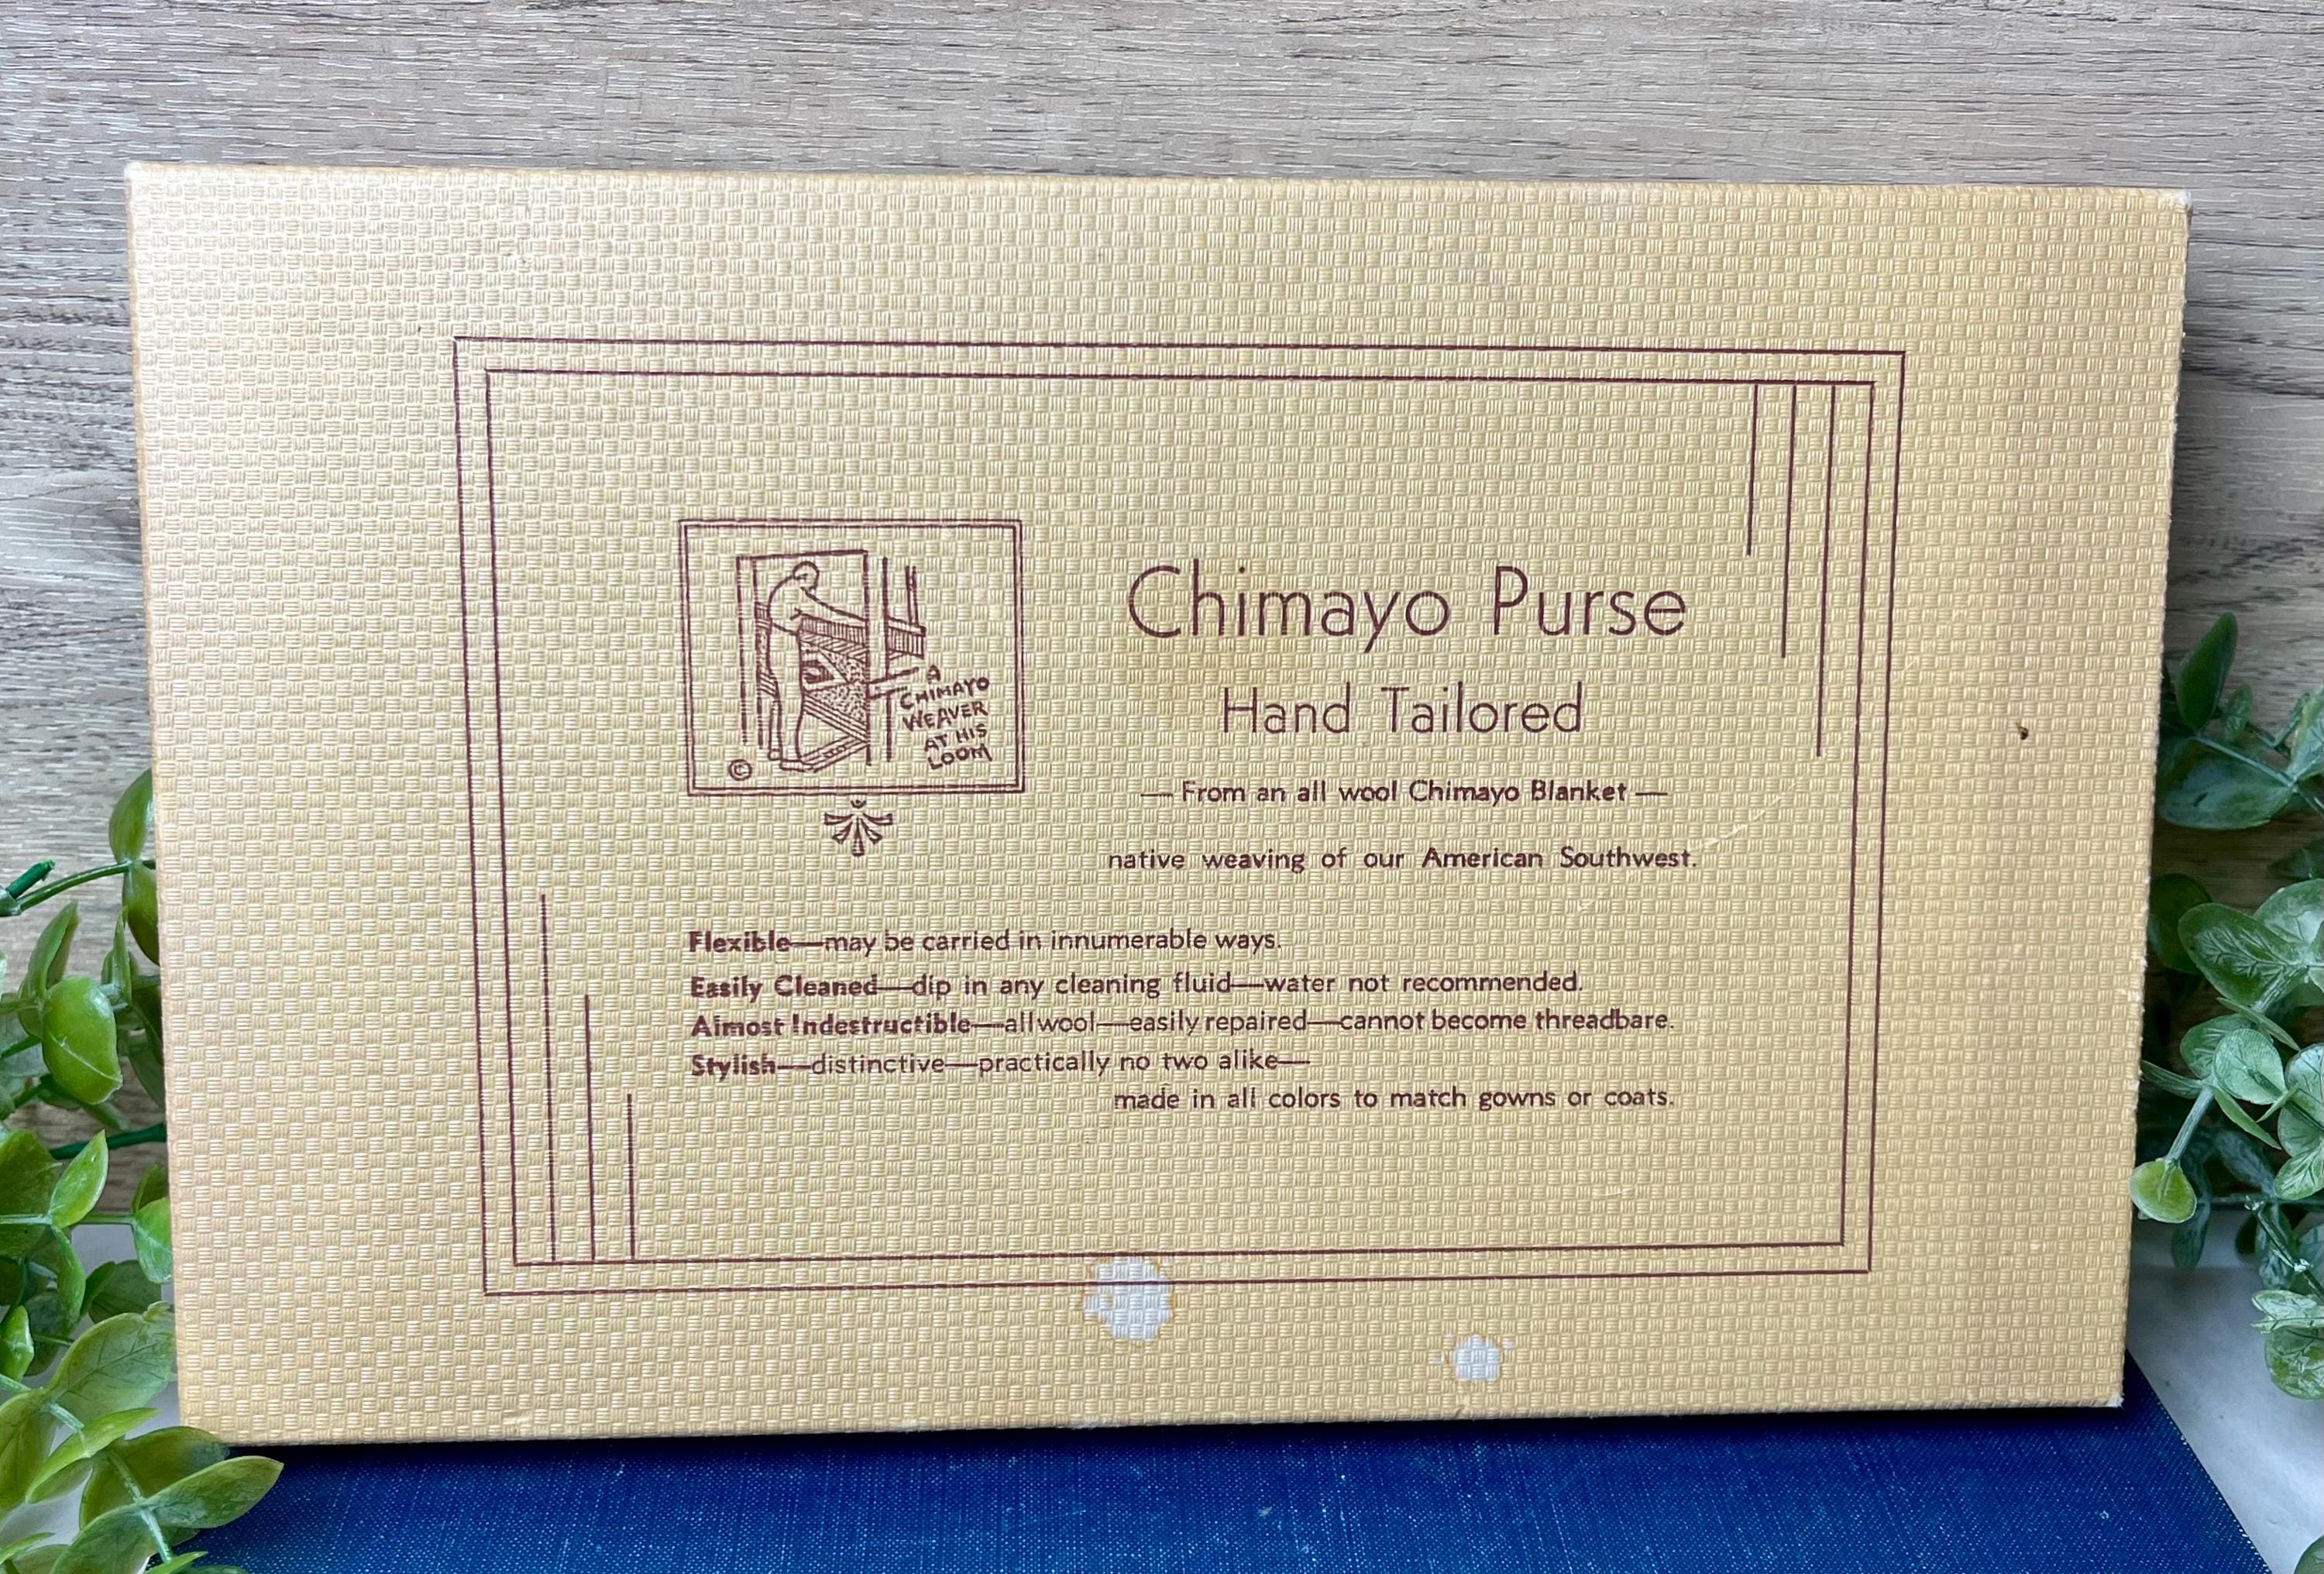 A
CHIMAYO
WEAVER
AT HIS
LOOM
©
Chimayo Purse
Hand Tailored
— From an all wool Chimayo Blanket —
native weaving of our American Southwest.
Flexible—may be carried in innumerable ways.
Easily Cleaned—dip in any cleaning fluid—water not recommended.
Almost Indestructible—all wool—easily repaired—cannot become threadbare.
Stylish—distinctive—practically no two alike—
made in all colors to match gowns or coats.